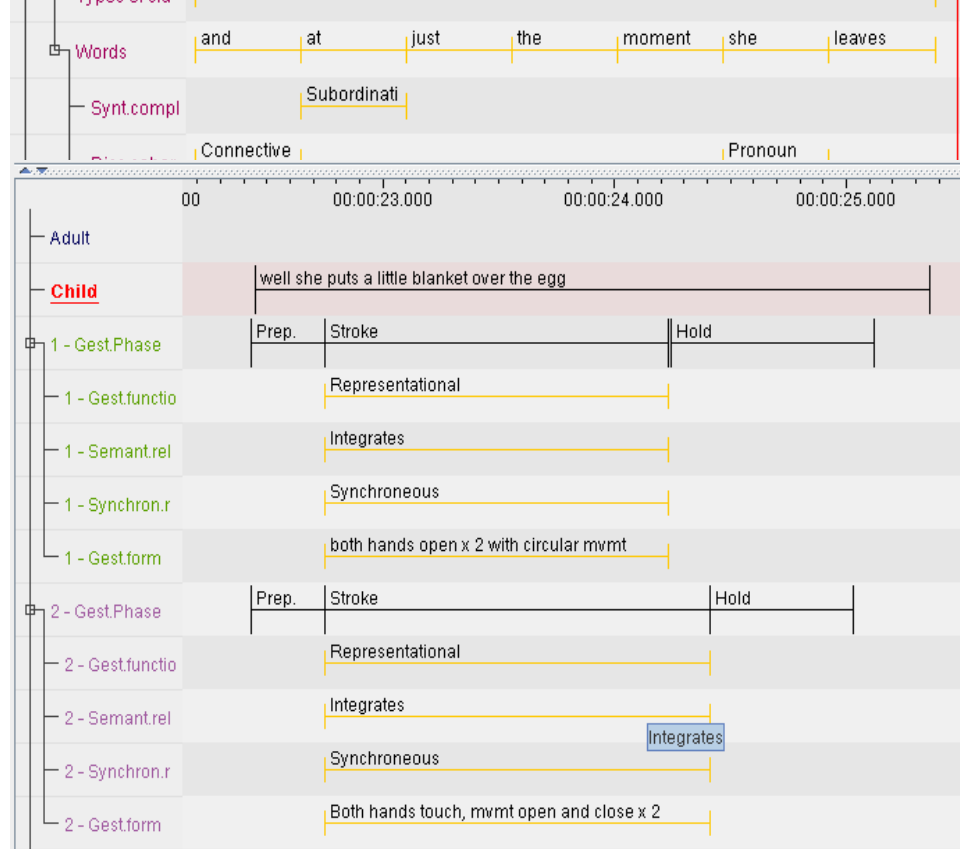 Words and at just the moment she leaves
Synt.compl Subordinati
Connective Pronoun
00 00:00:23.000 00:00:24.000 00:00:25.000
Adult
Child well she puts a little blanket over the egg
1 - Gest.Phase Prep. Stroke Hold
1 - Gest.functio Representational
1 - Semant.rel Integrates
1 - Synchron.r Synchroneous
1 - Gest.form both hands open x 2 with circular mvmt
2 - Gest.Phase Prep. Stroke Hold
2 - Gest.functio Representational
2 - Semant.rel Integrates
Integrates
2 - Synchron.r Synchroneous
2 - Gest.form Both hands touch, mvmt open and close x 2